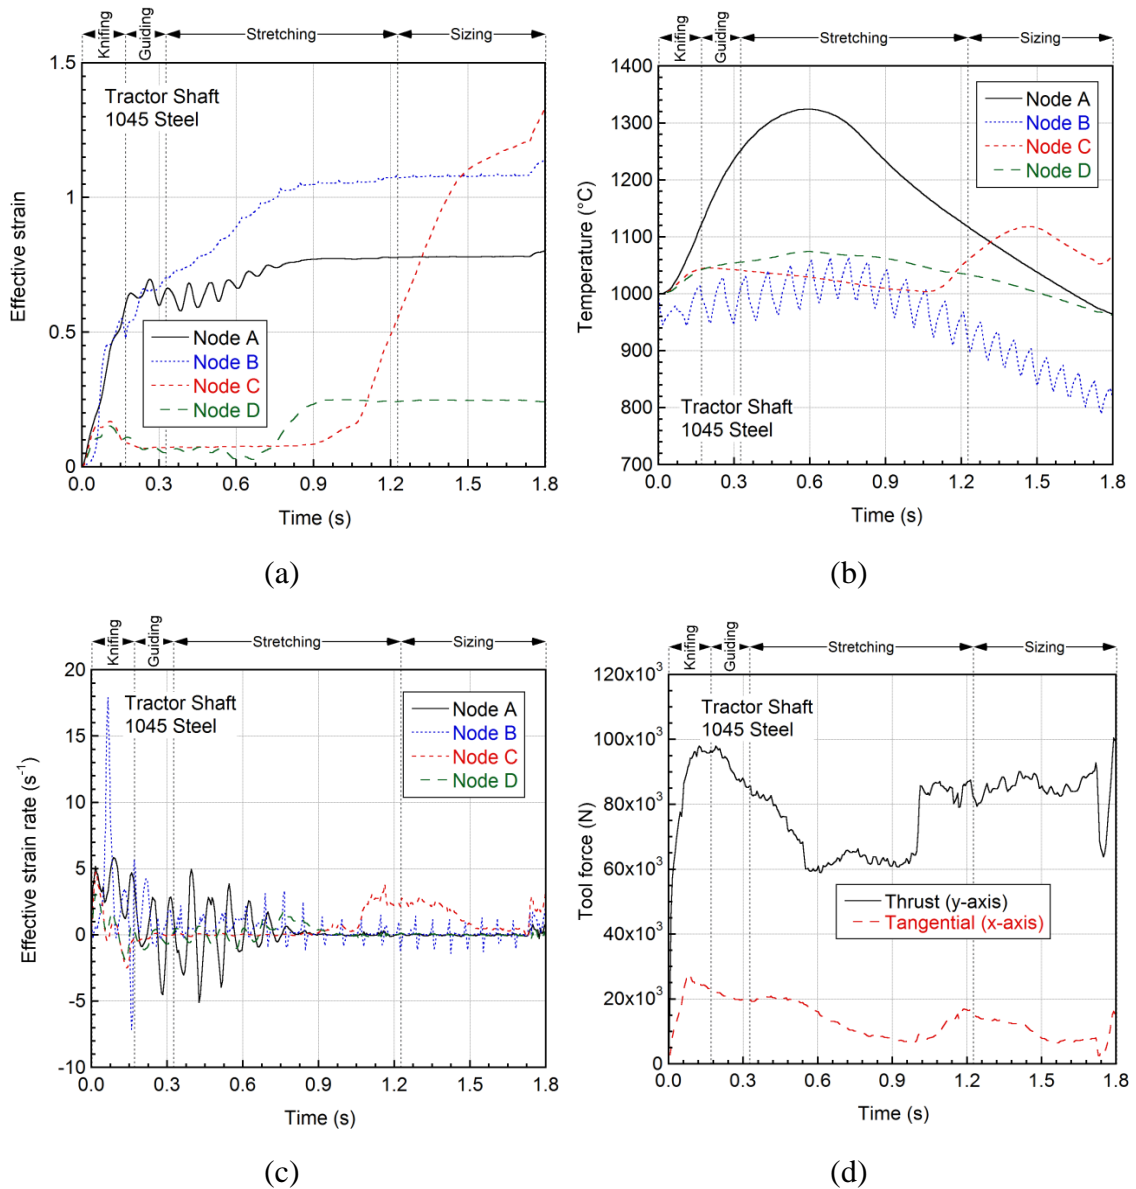 Knifing
Guiding
Stretching
Sizing
1.5
1
0.5
0
Effective strain
Tractor Shaft
1045 Steel
Node A
Node B
Node C
Node D
0.0 0.3 0.6 0.9 1.2 1.5 1.8
Time (s)
(a)
Knifing
Guiding
Stretching
Sizing
1400
1300
1200
1100
1000
900
800
700
Temperature (°C)
Node A
Node B
Node C
Node D
Tractor Shaft
1045 Steel
0.0 0.3 0.6 0.9 1.2 1.5 1.8
Time (s)
(b)
Knifing
Guiding
Stretching
Sizing
20
15
10
5
0
-5
-10
Effective strain rate (s⁻¹)
Tractor Shaft
1045 Steel
Node A
Node B
Node C
Node D
0.0 0.3 0.6 0.9 1.2 1.5 1.8
Time (s)
(c)
Knifing
Guiding
Stretching
Sizing
120x10³
100x10³
80x10³
60x10³
40x10³
20x10³
0
Tool force (N)
Tractor Shaft
1045 Steel
Thrust (y-axis)
Tangential (x-axis)
0.0 0.3 0.6 0.9 1.2 1.5 1.8
Time (s)
(d)